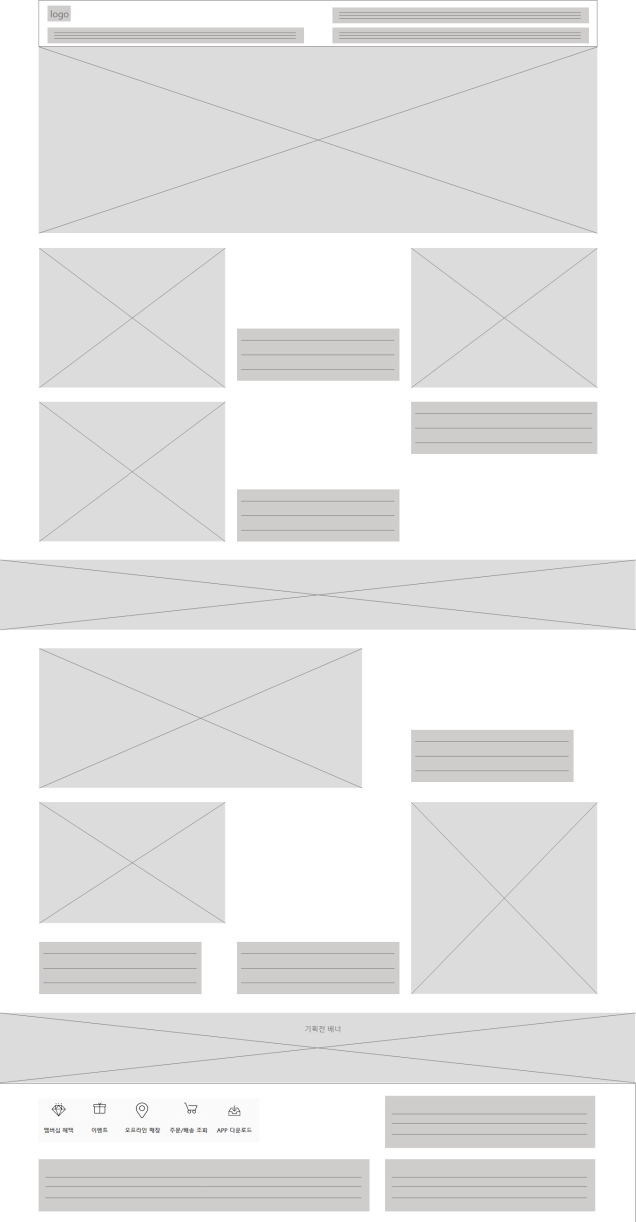 logo
기획전 배너
멤버십 혜택
이벤트
오프라인 매장
주문/배송 조회
APP 다운로드